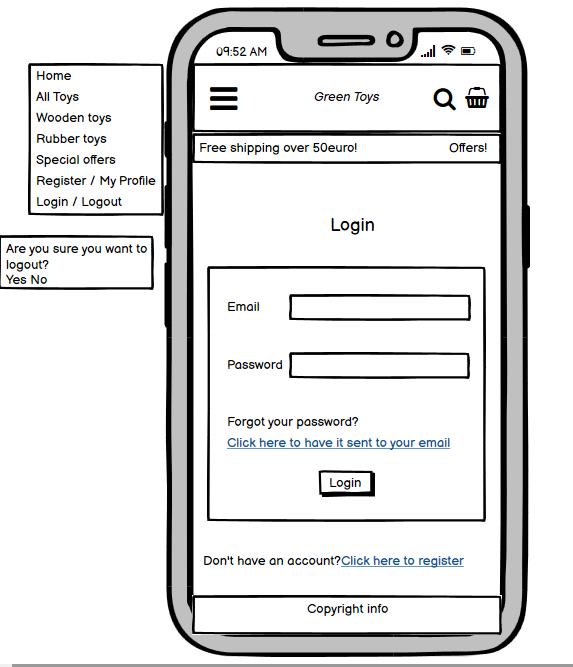 09:52 AM
Home
All Toys
Wooden toys
Rubber toys
Special offers
Register / My Profile
Login / Logout
Are you sure you want to
logout?
Yes No
Green Toys
Free shipping over 50euro! Offers!
Login
Email
Password
Forgot your password?
Click here to have it sent to your email
Login
Don't have an account?Click here to register
Copyright info